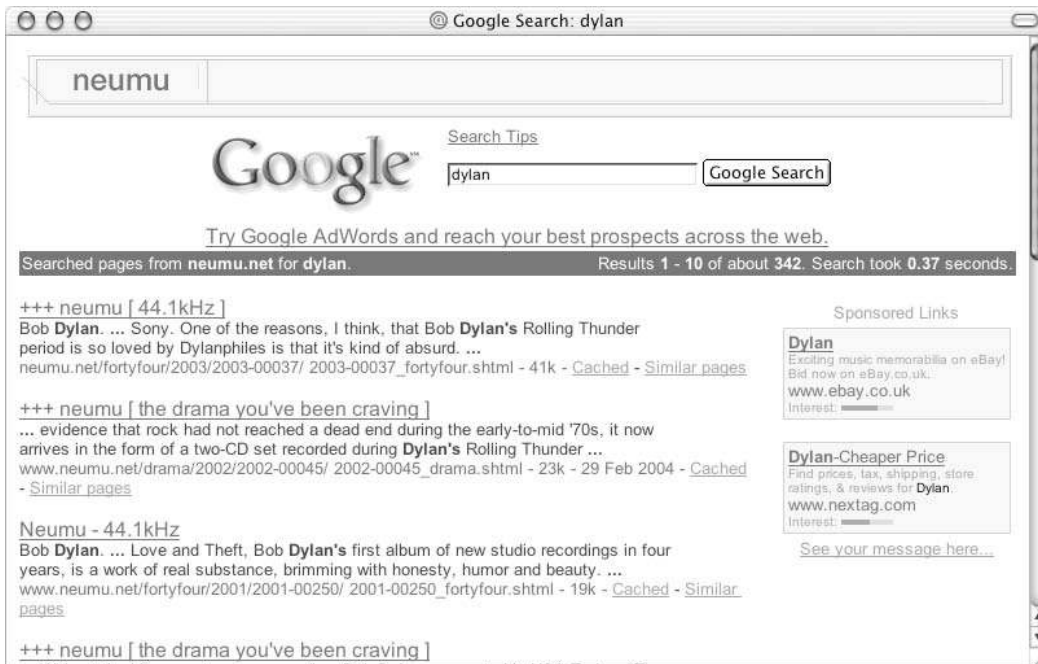 Google Search: dylan
neumu
Google™
Search Tips
dylan
Google Search
Try Google AdWords and reach your best prospects across the web.
Searched pages from neumu.net for dylan.
Results 1 - 10 of about 342. Search took 0.37 seconds.
+++ neumu [ 44.1kHz ]
Bob Dylan. ... Sony. One of the reasons, I think, that Bob Dylan's Rolling Thunder
period is so loved by Dylanphiles is that it's kind of absurd. ...
neumu.net/fortyfour/2003/2003-00037/ 2003-00037_fortyfour.shtml - 41k - Cached - Similar pages
+++ neumu [ the drama you've been craving ]
... evidence that rock had not reached a dead end during the early-to-mid '70s, it now
arrives in the form of a two-CD set recorded during Dylan's Rolling Thunder ...
www.neumu.net/drama/2002/2002-00045/ 2002-00045_drama.shtml - 23k - 29 Feb 2004 - Cached
- Similar pages
Neumu - 44.1kHz
Bob Dylan. ... Love and Theft, Bob Dylan's first album of new studio recordings in four
years, is a work of real substance, brimming with honesty, humor and beauty. ...
www.neumu.net/fortyfour/2001/2001-00250/ 2001-00250_fortyfour.shtml - 19k - Cached - Similar
pages
+++ neumu [ the drama you've been craving ]
Sponsored Links
Dylan
Exciting music memorabilia on eBay!
Bid now on eBay.co.uk.
www.ebay.co.uk
Interest:
Dylan-Cheaper Price
Find prices, tax, shipping, store
ratings, & reviews for Dylan.
www.nextag.com
Interest:
See your message here...